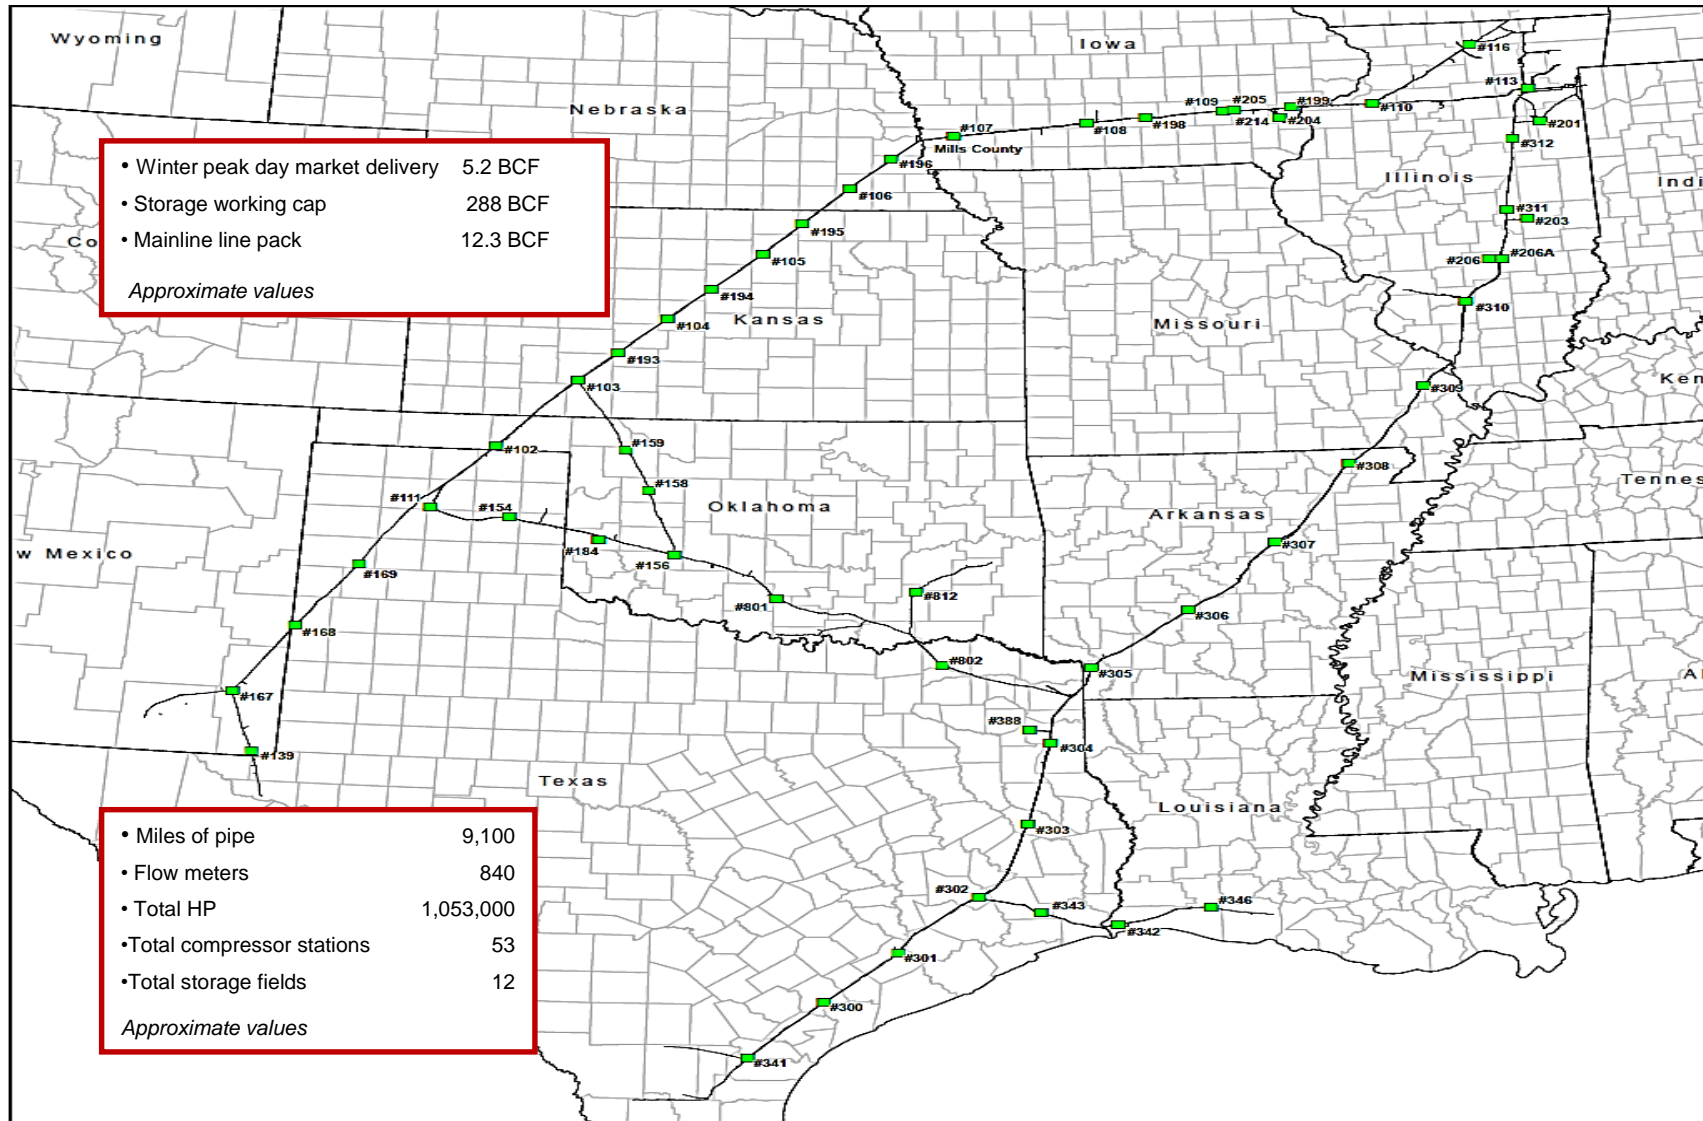 Wyoming
Iowa
#116
#113
Nebraska
#109
#205
#199
#110
#107
#108
#198
#214
#204
#201
#312
Mills County
• Winter peak day market delivery 5.2 BCF
• Storage working cap 288 BCF
• Mainline line pack 12.3 BCF
Approximate values
Co
#196
#106
#195
#105
#194
#104
Kansas
#193
#103
Illinois
Indi
#311
#203
#206
#206A
#310
Missouri
#309
Ken
#102
#159
#158
#111
#154
Oklahoma
#308
Tennes
Arkansas
w Mexico
#184
#156
#307
#169
#801
#812
#306
#168
#802
#305
Mississippi
Al
#167
#388
#304
#139
Texas
Louisiana
• Miles of pipe 9,100
• Flow meters 840
• Total HP 1,053,000
•Total compressor stations 53
•Total storage fields 12
Approximate values
#303
#302
#343
#346
#342
#301
#300
#341